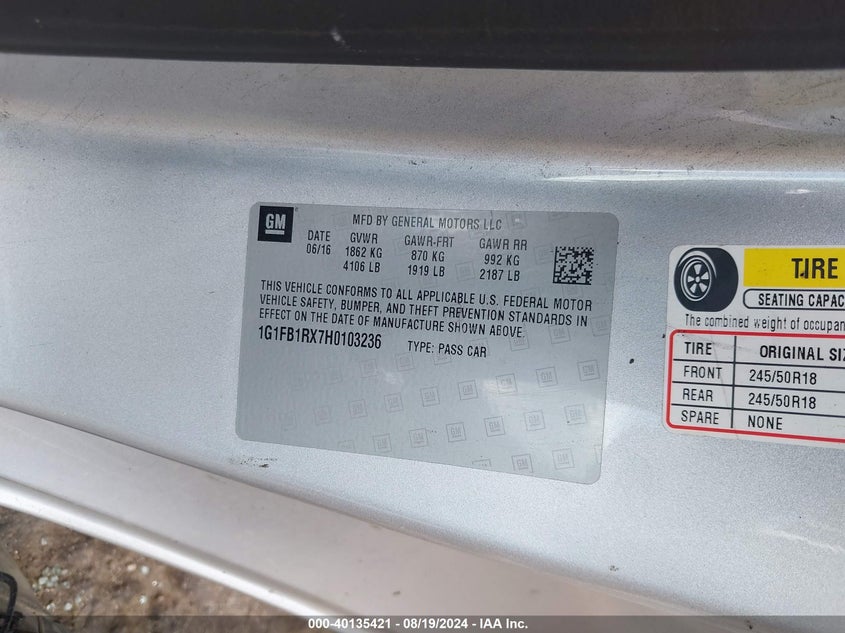 GM
MFD BY GENERAL MOTORS LLC
DATE GVWR GAWR-FRT GAWR RR
06/16 1862 KG 870 KG 992 KG
4106 LB 1919 LB 2187 LB
THIS VEHICLE CONFORMS TO ALL APPLICABLE U.S. FEDERAL MOTOR
VEHICLE SAFETY, BUMPER, AND THEFT PREVENTION STANDARDS IN
EFFECT ON THE DATE OF MANUFACTURE SHOWN ABOVE.
1G1FB1RX7H0103236 TYPE: PASS CAR
TIRE
SEATING CAPAC
The combined weight of occupan
TIRE ORIGINAL SIZ
FRONT 245/50R18
REAR 245/50R18
SPARE NONE
000-40135421 - 08/19/2024 - IAA Inc.